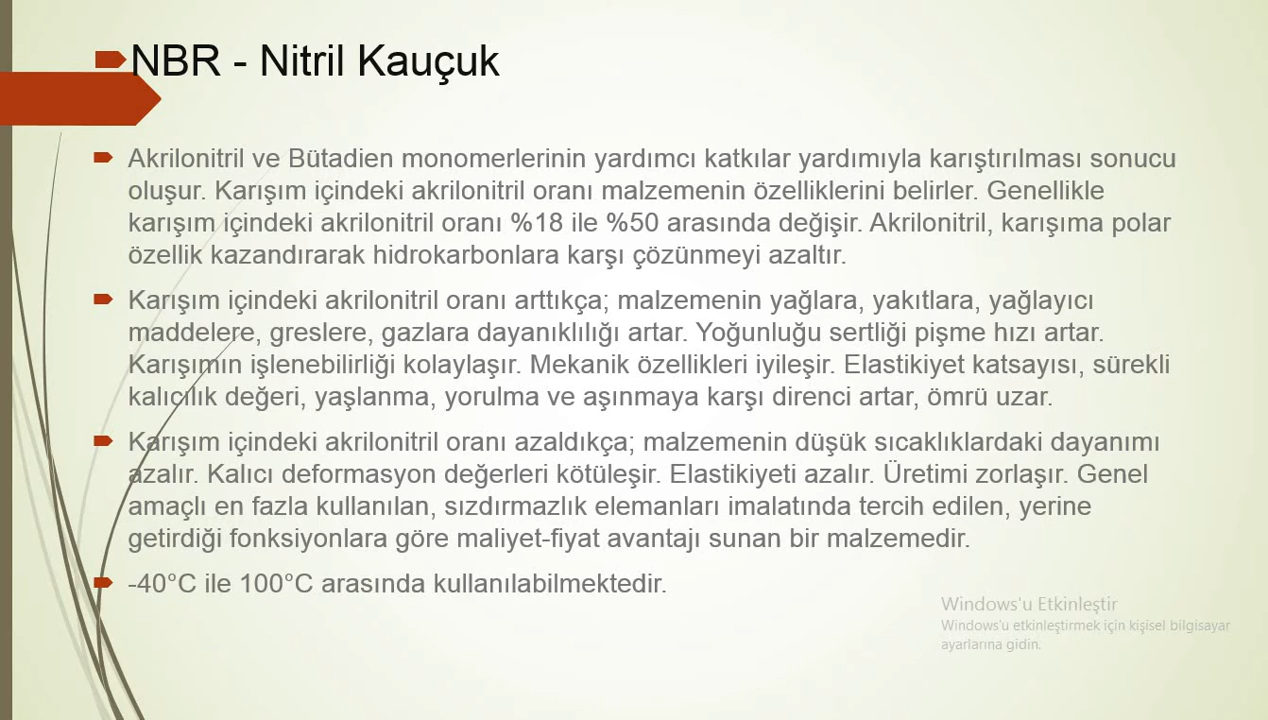 NBR - Nitril Kauçuk
Akrilonitril ve Bütadien monomerlerinin yardımcı katkılar yardımıyla karıştırılması sonucu
oluşur. Karışım içindeki akrilonitril oranı malzemenin özelliklerini belirler. Genellikle
karışım içindeki akrilonitril oranı %18 ile %50 arasında değişir. Akrilonitril, karışıma polar
özellik kazandırarak hidrokarbonlara karşı çözünmeyi azaltır.
Karışım içindeki akrilonitril oranı arttıkça; malzemenin yağlara, yakıtlara, yağlayıcı
maddelere, greslere, gazlara dayanıklılığı artar. Yoğunluğu sertliği pişme hızı artar.
Karışımın işlenebilirliği kolaylaşır. Mekanik özellikleri iyileşir. Elastikiyet katsayısı, sürekli
kalıcılık değeri, yaşlanma, yorulma ve aşınmaya karşı direnci artar, ömrü uzar.
Karışım içindeki akrilonitril oranı azaldıkça; malzemenin düşük sıcaklıklardaki dayanımı
azalır. Kalıcı deformasyon değerleri kötüleşir. Elastikiyeti azalır. Üretimi zorlaşır. Genel
amaçlı en fazla kullanılan, sızdırmazlık elemanları imalatında tercih edilen, yerine
getirdiği fonksiyonlara göre maliyet-fiyat avantajı sunan bir malzemedir.
-40°C ile 100°C arasında kullanılabilmektedir.
Windows'u Etkinleştir
Windows'u etkinleştirmek için kişisel bilgisayar
ayarlarına gidin.